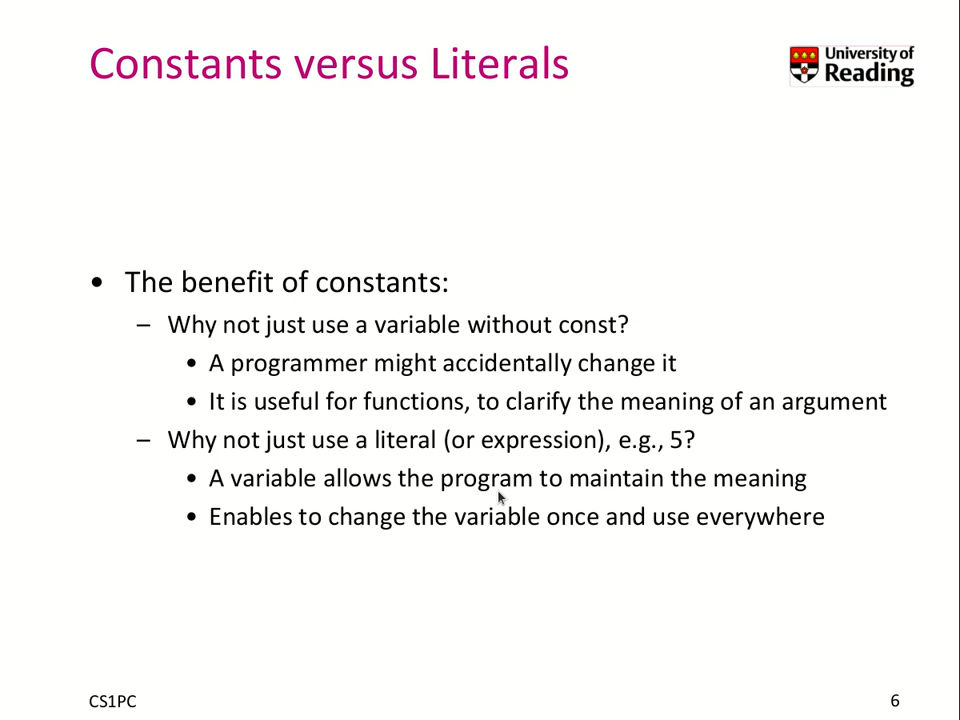 Constants versus Literals
University of
Reading
• The benefit of constants:
– Why not just use a variable without const?
• A programmer might accidentally change it
• It is useful for functions, to clarify the meaning of an argument
– Why not just use a literal (or expression), e.g., 5?
• A variable allows the program to maintain the meaning
• Enables to change the variable once and use everywhere
CS1PC
6